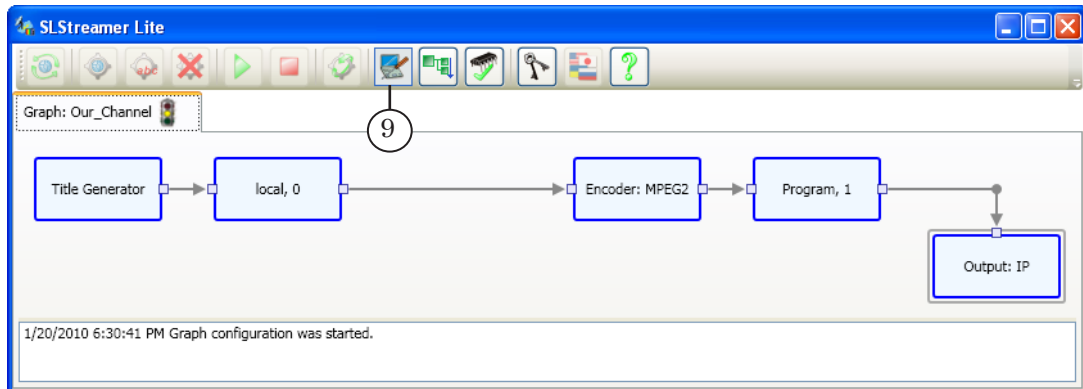 SLStreamer Lite
abc
?
9
Graph: Our_Channel
Title Generator
local, 0
Encoder: MPEG2
Program, 1
Output: IP
1/20/2010 6:30:41 PM Graph configuration was started.